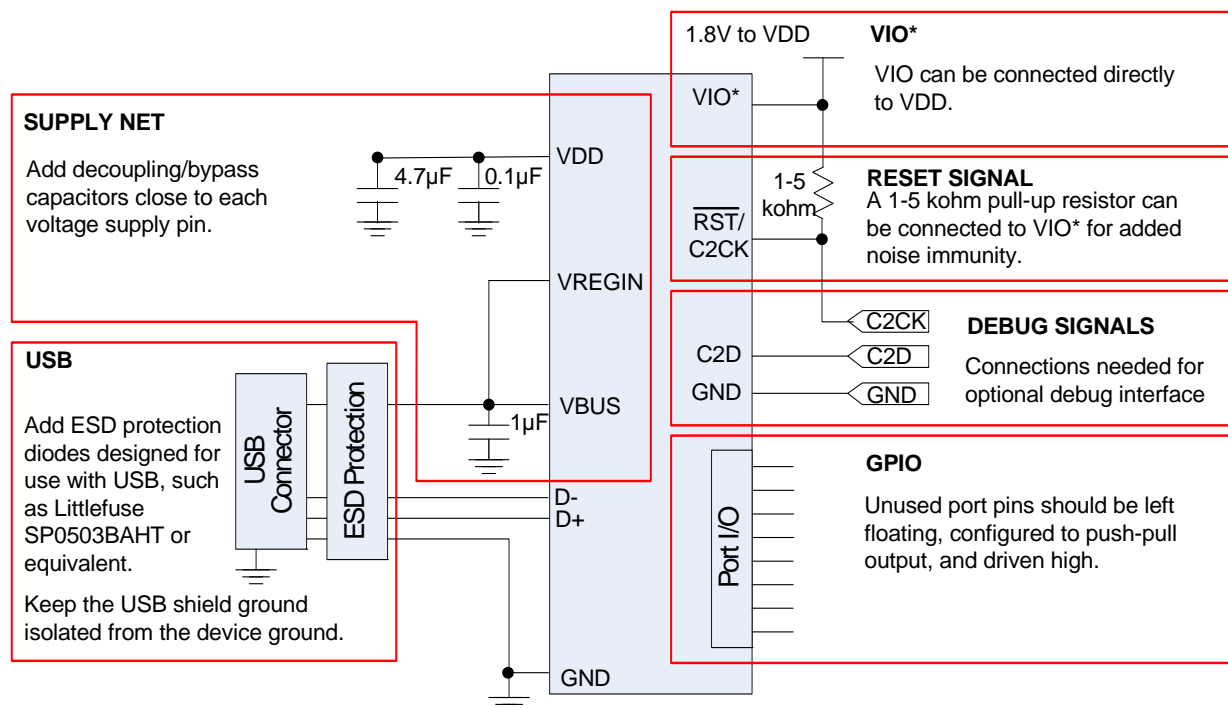 1.8V to VDD
VIO*
VIO can be connected directly
to VDD.
VIO*
SUPPLY NET
Add decoupling/bypass
capacitors close to each
voltage supply pin.
4.7µF
0.1µF
VDD
1-5
kohm
RESET SIGNAL
A 1-5 kohm pull-up resistor can
be connected to VIO* for added
noise immunity.
RST/
C2CK
VREGIN
C2CK
DEBUG SIGNALS
C2D
C2D
Connections needed for
optional debug interface
GND
GND
USB
Add ESD protection
diodes designed for
use with USB, such
as Littlefuse
SP0503BAHT or
equivalent.
Keep the USB shield ground
isolated from the device ground.
USB
Connector
ESD Protection
VBUS
1µF
D-
D+
GND
Port I/O
GPIO
Unused port pins should be left
floating, configured to push-pull
output, and driven high.